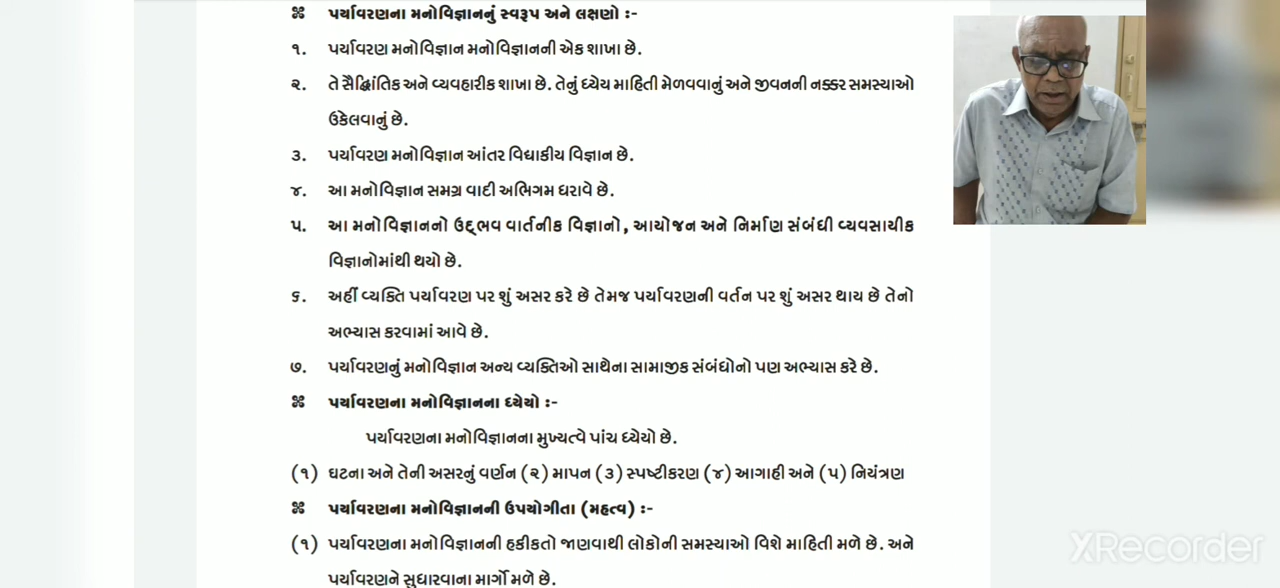 ⌘ પર્યાવરણના મનોવિજ્ઞાનનું સ્વરૂપ અને લક્ષણો :-
૧. પર્યાવરણ મનોવિજ્ઞાન મનોવિજ્ઞાનની એક શાખા છે.
૨. તે સૈદ્ધાંતિક અને વ્યવહારીક શાખા છે. તેનું ધ્યેય માહિતી મેળવવાનું અને જીવનની નક્કર સમસ્યાઓ
ઉકેલવાનું છે.
૩. પર્યાવરણ મનોવિજ્ઞાન આંતર વિદ્યાકીય વિજ્ઞાન છે.
૪. આ મનોવિજ્ઞાન સમગ્ર વાદી અભિગમ ધરાવે છે.
૫. આ મનોવિજ્ઞાનનો ઉદ્ભવ વાર્તનીક વિજ્ઞાનો, આયોજન અને નિર્માણ સંબંધી વ્યવસાયીક
વિજ્ઞાનોમાંથી થયો છે.
૬. અહીં વ્યક્તિ પર્યાવરણ પર શું અસર કરે છે તેમજ પર્યાવરણની વર્તન પર શું અસર થાય છે તેનો
અભ્યાસ કરવામાં આવે છે.
૭. પર્યાવરણનું મનોવિજ્ઞાન અન્ય વ્યક્તિઓ સાથેના સામાજીક સંબંધોનો પણ અભ્યાસ કરે છે.
⌘ પર્યાવરણના મનોવિજ્ઞાનના ધ્યેયો :-
પર્યાવરણના મનોવિજ્ઞાનના મુખ્યત્વે પાંચ ધ્યેયો છે.
(૧) ઘટના અને તેની અસરનું વર્ણન (૨) માપન (૩) સ્પષ્ટીકરણ (૪) આગાહી અને (૫) નિયંત્રણ
⌘ પર્યાવરણના મનોવિજ્ઞાનની ઉપયોગીતા (મહત્વ) :-
(૧) પર્યાવરણના મનોવિજ્ઞાનની હકીકતો જાણવાથી લોકોની સમસ્યાઓ વિશે માહિતી મળે છે. અને
પર્યાવરણને સુધારવાના માર્ગો મળે છે.
XRecorder